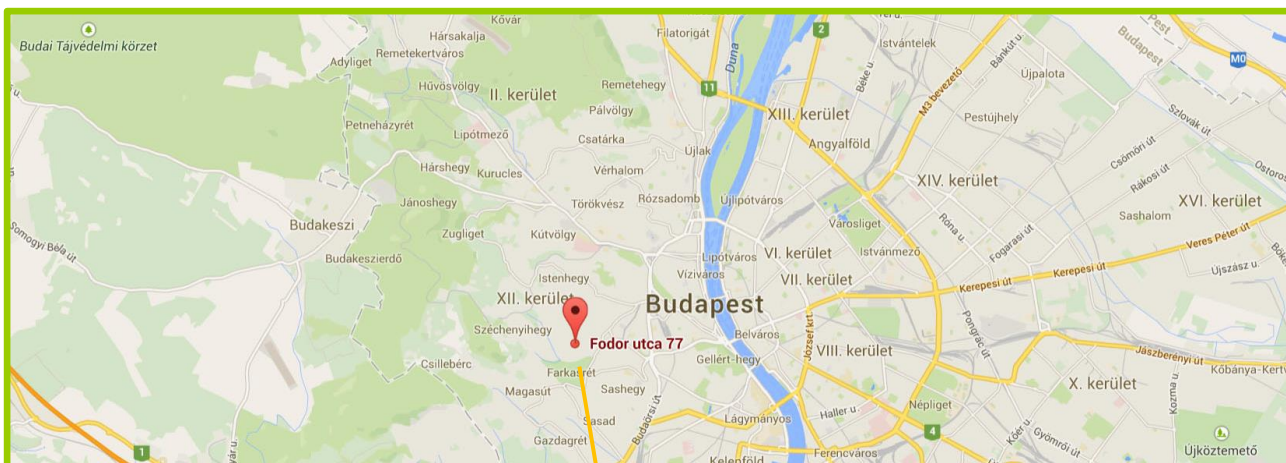 Kővár
Budai Tájvédelmi körzet
Hársakalja
Filatorigát
2
Istvántelek
Pest
Budapest
Remetekertváros
Adyliget
Bánkút u.
Újpalota
M0
Hűvösvölgy
II. kerület
Remetehegy
Duna
11
Béke u.
M3 bevezető
Pálvölgy
XIII. kerület
Pestújhely
Szlovák út
Petneházyrét
Lipótmező
Csatárka
Újlak
Angyalföld
Csömöri út
Hárshegy
Kurucles
Vérhalom
XIV. kerület
Rákosi út
Ostoros
Jánoshegy
Törökvész
Rózsadomb
Ujlipótváros
XVI. kerület
Budakeszi
Városliget
Róna u.
Sashalom
Zugliget
Kútvölgy
Fogarasi út
Veres Péter út
Somogyi Béla út
Budakeszierdő
Lipótváros
VI. kerület
Istvánmező
Istenhegy
Víziváros
VII. kerület
Kerepesi út
Kerepesi út
Újszász u.
XII. kerület
Budapest
Széchenyihegy
Fodor utca 77
Belváros
József krt.
VIII. kerület
Pongrác út
Jászberényi út
Csillebérc
Farkasrét
Gellért-hegy
Kőbánya-Kert
Magasút
Sashegy
X. kerület
Kozma u.
Sasad
Budaörsi út
Lágymányos
Haller u.
Népliget
Gazdagrét
4
Kőér u.
Gyömrői út
1
Kelenföld
Ferencváros
Újköztemető